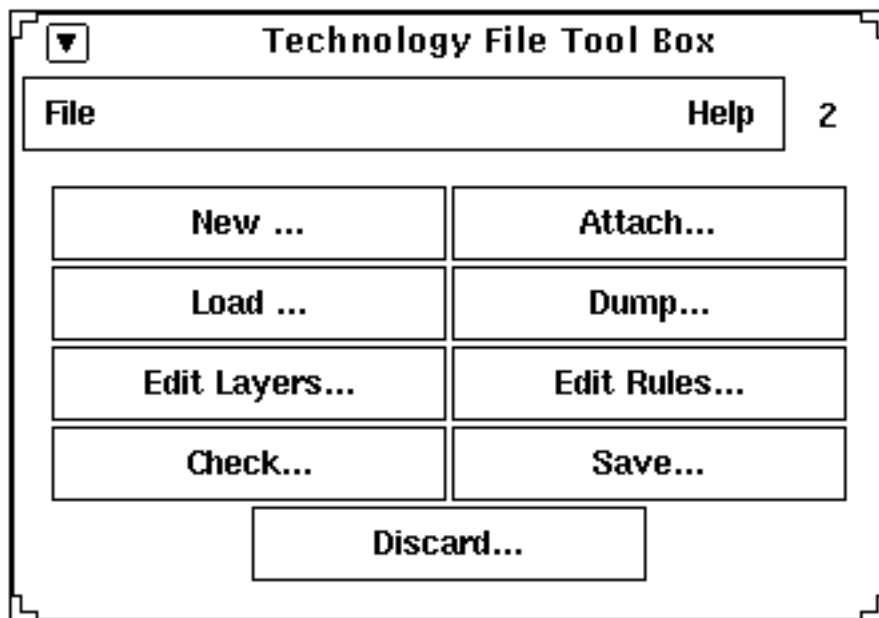 Technology File Tool Box
File Help 2
New ... Attach...
Load ... Dump...
Edit Layers... Edit Rules...
Check... Save...
Discard...